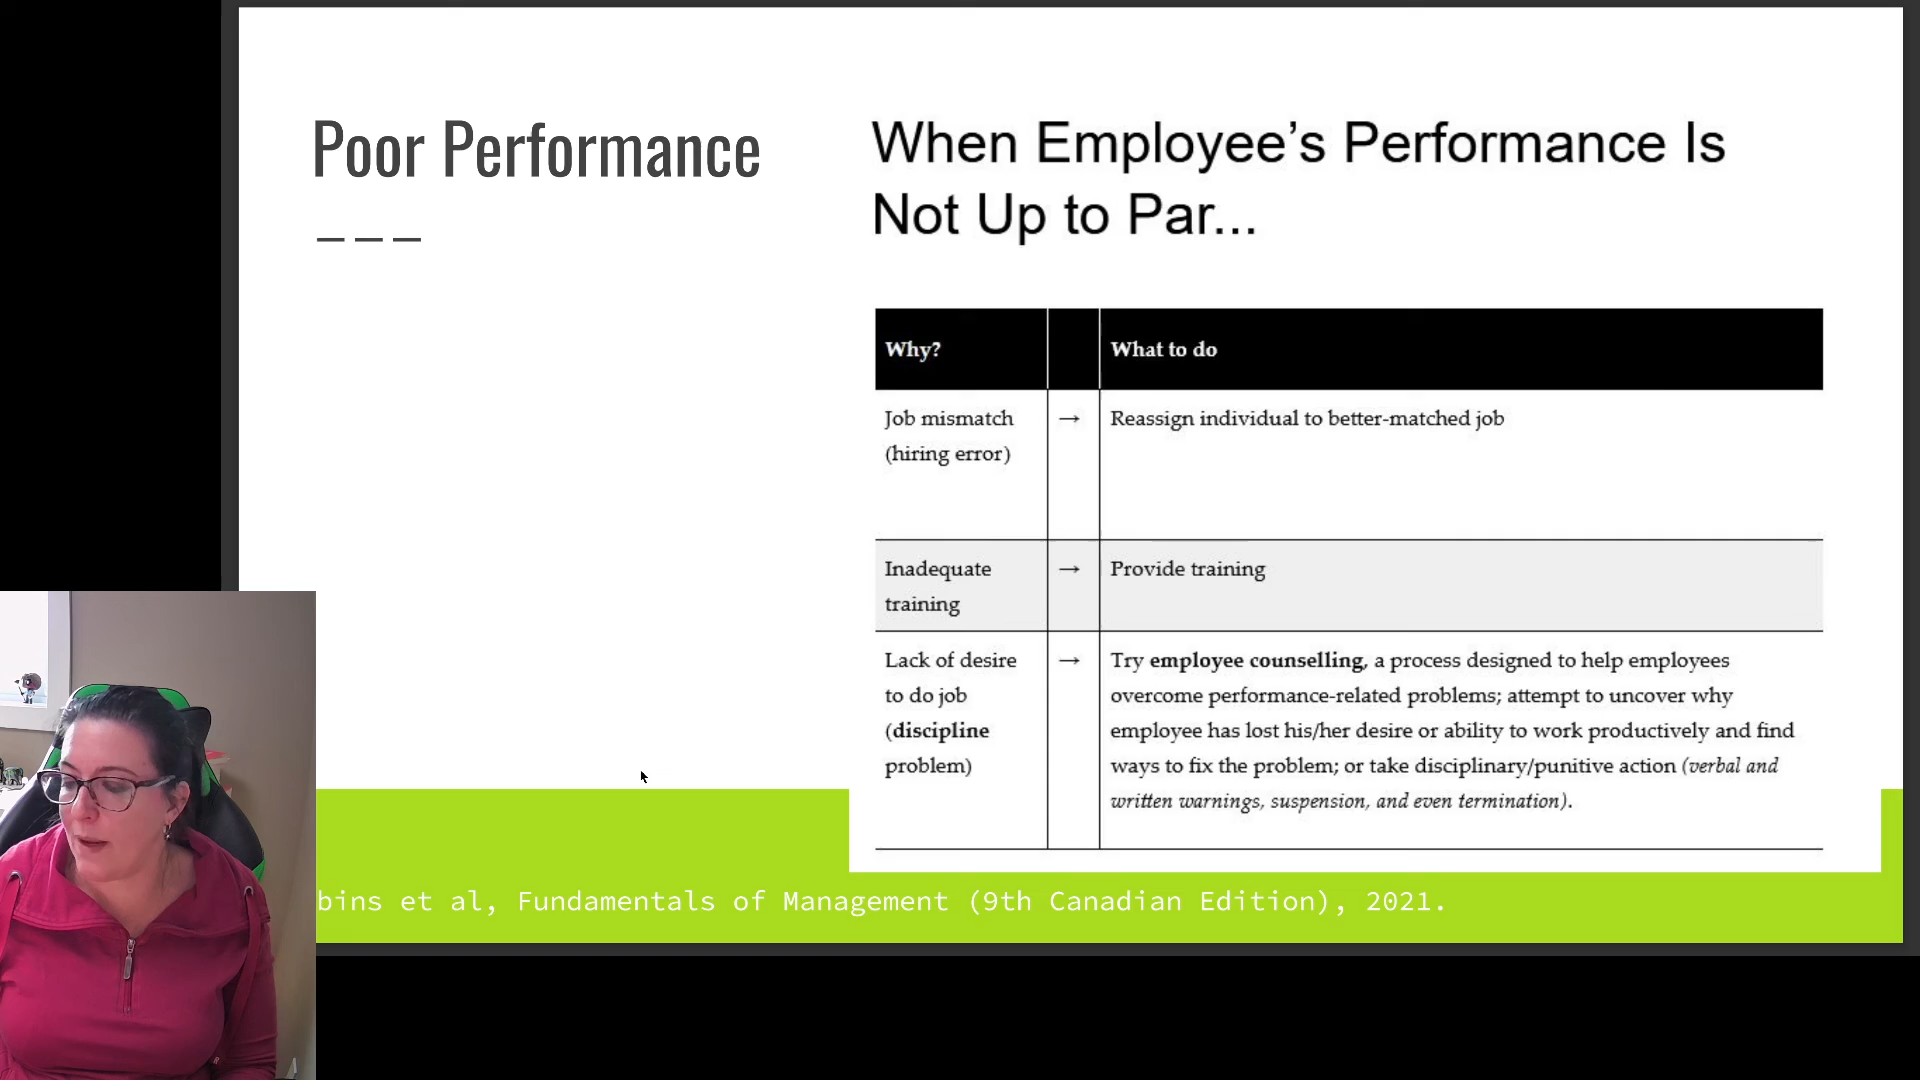 Poor Performance
When Employee’s Performance Is
Not Up to Par...
Why?
What to do
Job mismatch
(hiring error)
→
Reassign individual to better-matched job
Inadequate
training
→
Provide training
Lack of desire
to do job
(discipline
problem)
→
Try employee counselling, a process designed to help employees
overcome performance-related problems; attempt to uncover why
employee has lost his/her desire or ability to work productively and find
ways to fix the problem; or take disciplinary/punitive action (verbal and
written warnings, suspension, and even termination).
et al, Fundamentals of Management (9th Canadian Edition), 2021.